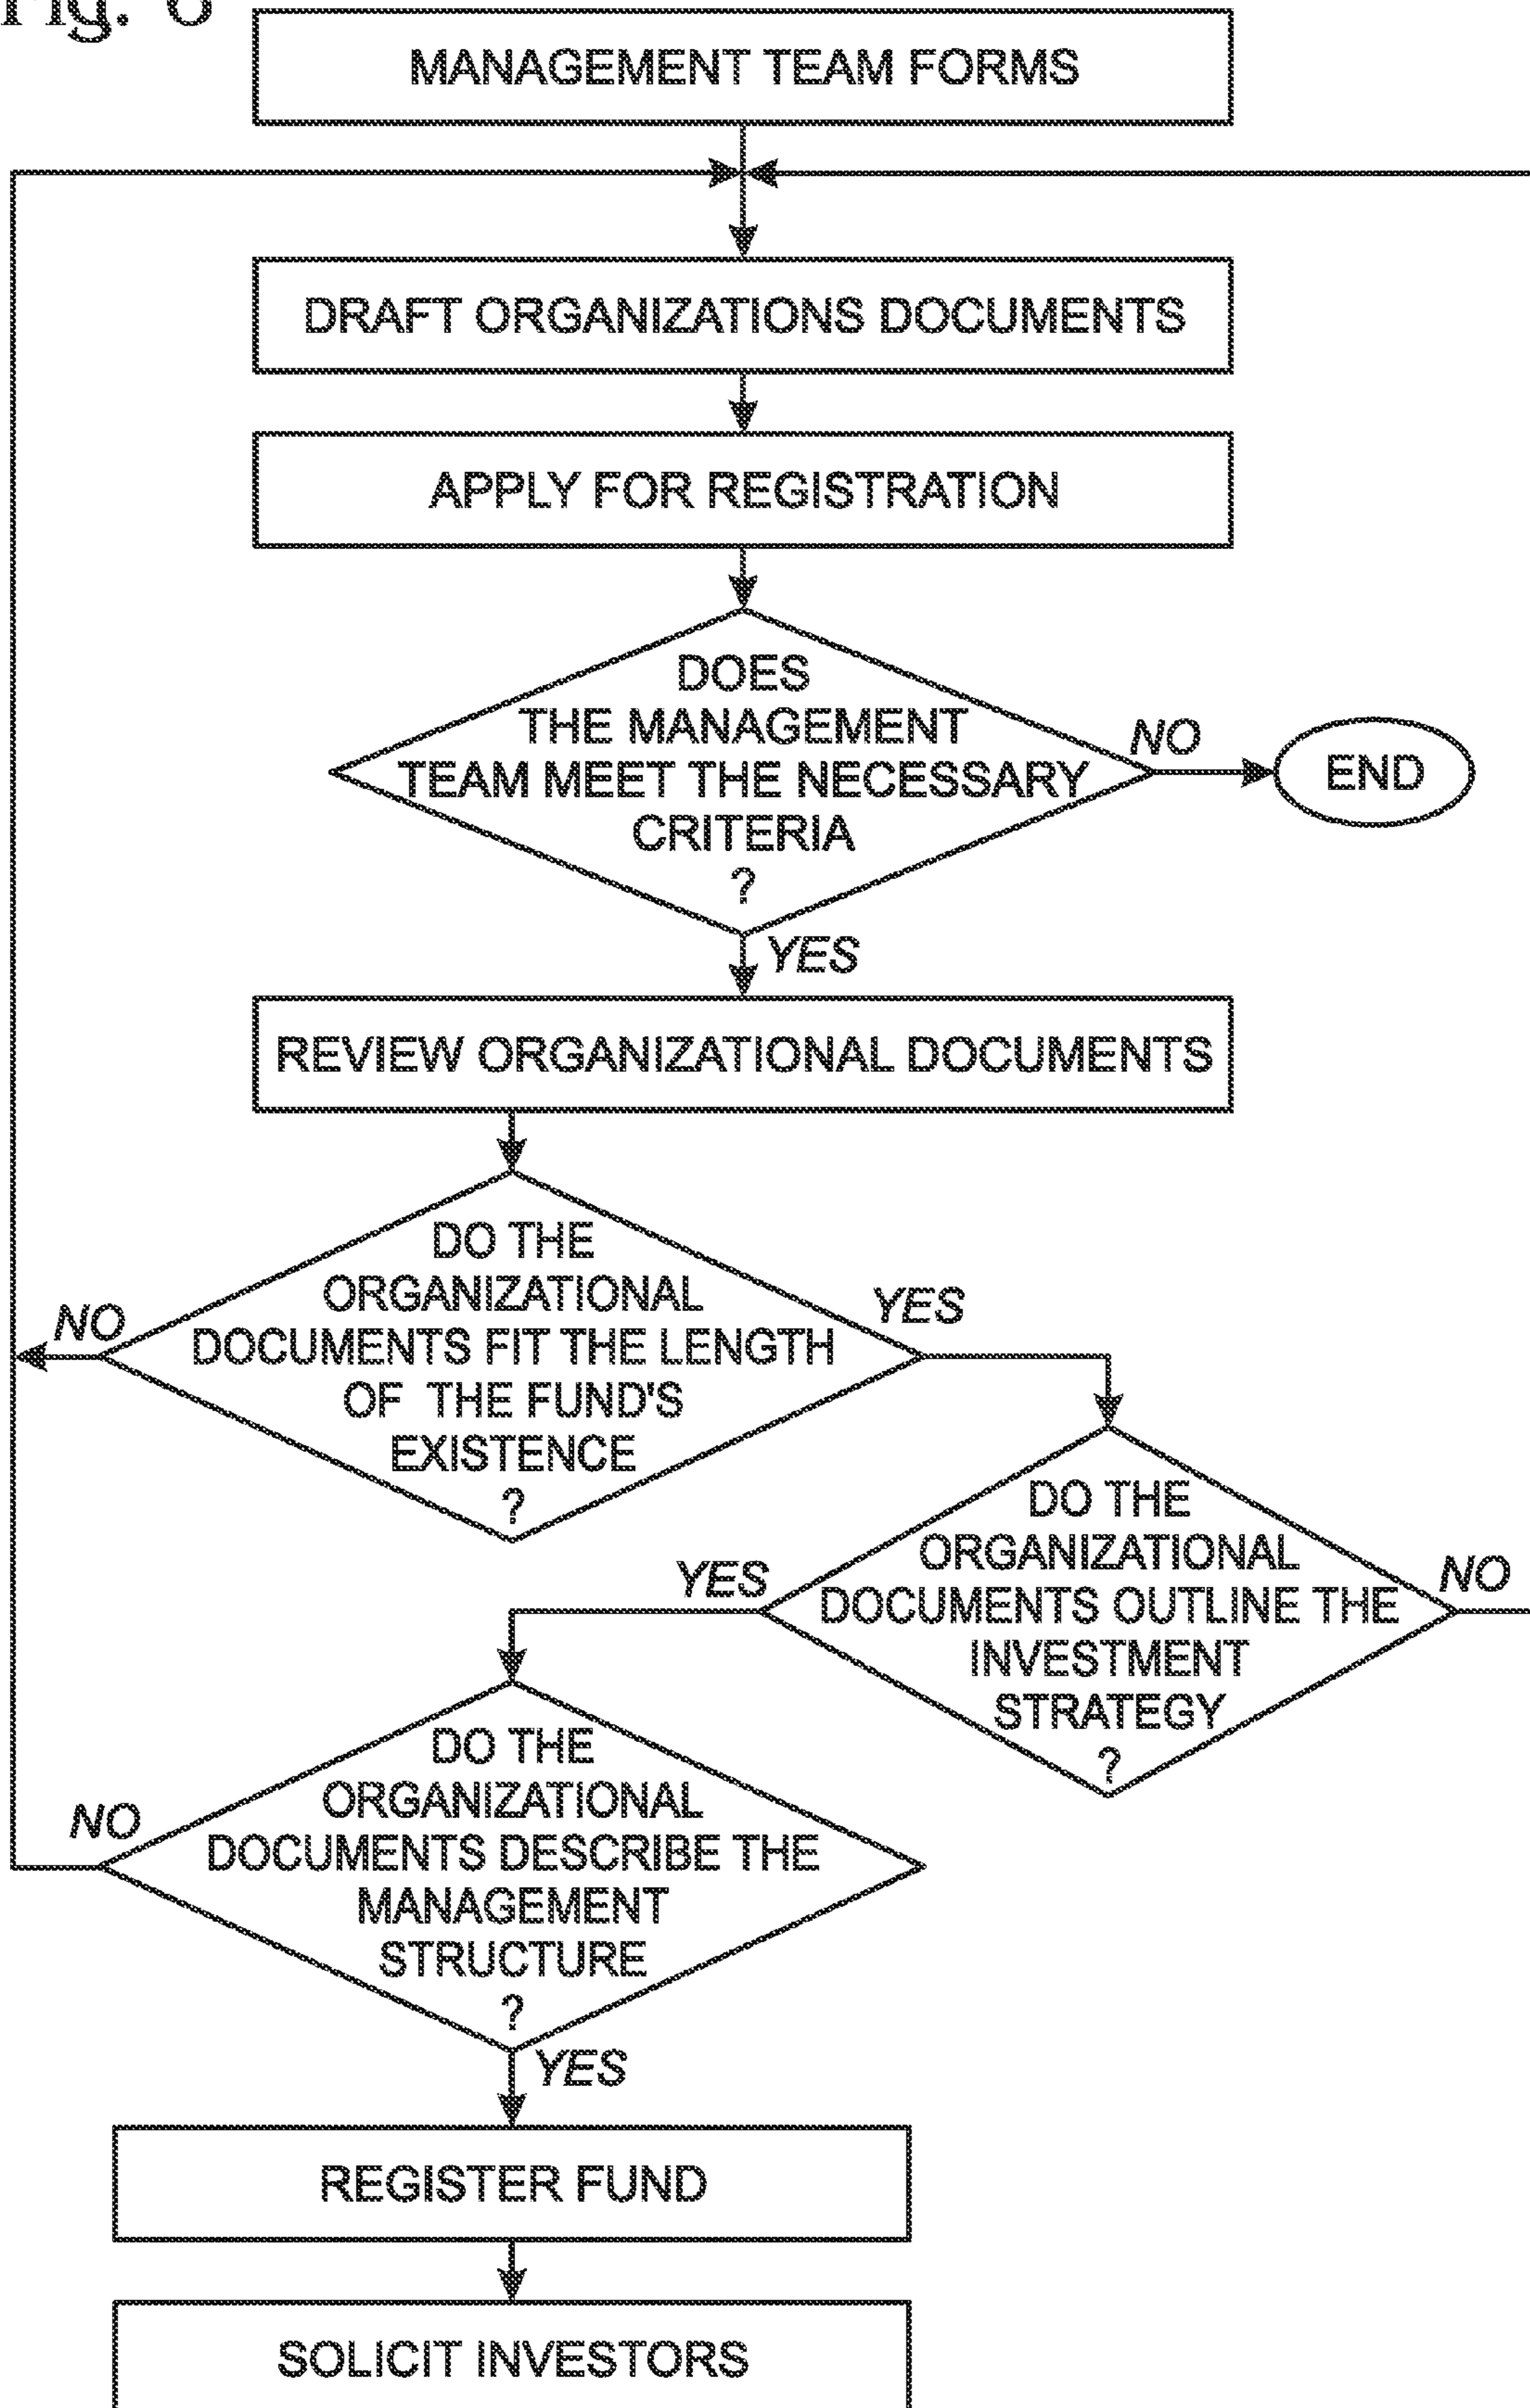 Fig. 6
MANAGEMENT TEAM FORMS
DRAFT ORGANIZATIONS DOCUMENTS
APPLY FOR REGISTRATION
DOES
THE MANAGEMENT
TEAM MEET THE NECESSARY
CRITERIA
?
NO
END
YES
REVIEW ORGANIZATIONAL DOCUMENTS
DO THE
ORGANIZATIONAL
DOCUMENTS FIT THE LENGTH
OF THE FUND'S
EXISTENCE
?
NO
YES
DO THE
ORGANIZATIONAL
DOCUMENTS OUTLINE THE
INVESTMENT
STRATEGY
?
YES
NO
DO THE
ORGANIZATIONAL
DOCUMENTS DESCRIBE THE
MANAGEMENT
STRUCTURE
?
NO
YES
REGISTER FUND
SOLICIT INVESTORS